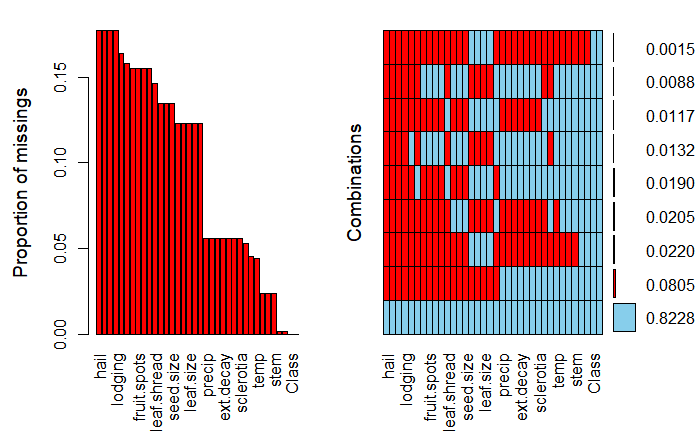 Proportion of missings
0.15
0.10
0.05
0.00
hail
lodging
fruit.spots
leaf.shread
seed.size
leaf.size
precip
ext.decay
sclerotia
temp
stem
Class
Combinations
0.0015
0.0088
0.0117
0.0132
0.0190
0.0205
0.0220
0.0805
0.8228
hail
lodging
fruit.spots
leaf.shread
seed.size
leaf.size
precip
ext.decay
sclerotia
temp
stem
Class